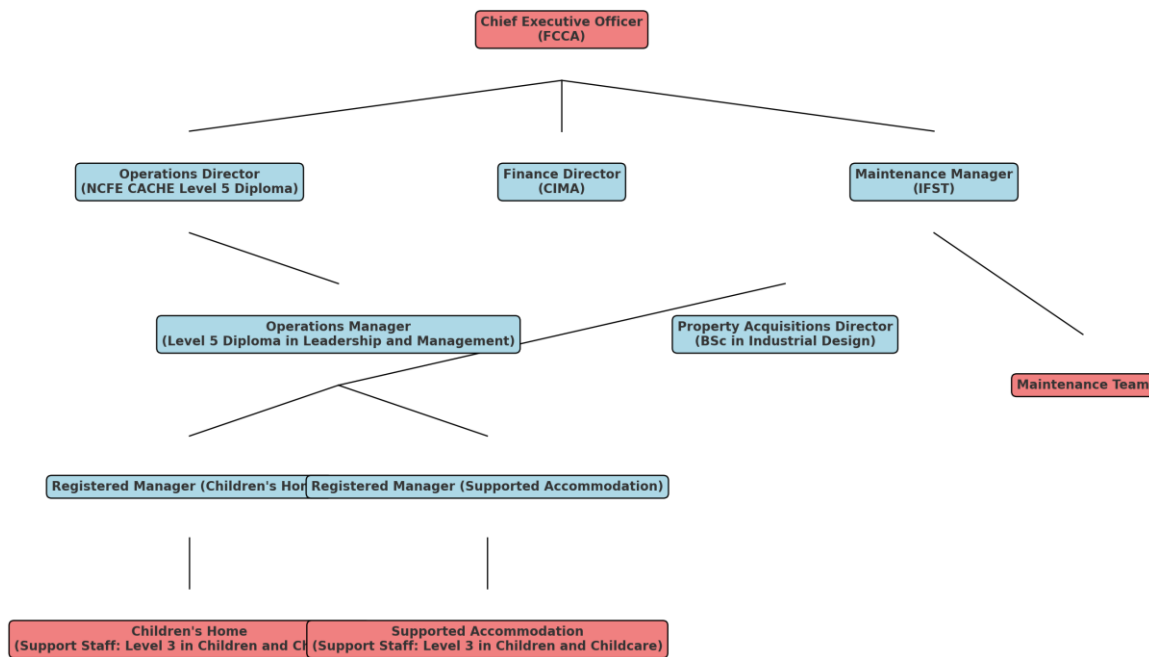 Chief Executive Officer
(FCCA)
Operations Director
(NCFE CACHE Level 5 Diploma)
Finance Director
(CIMA)
Maintenance Manager
(IFST)
Operations Manager
(Level 5 Diploma in Leadership and Management)
Property Acquisitions Director
(BSc in Industrial Design)
Maintenance Team
Registered Manager (Children's
Registered Manager (Supported Accommodation)
Children's Home
(Support Staff: Level 3 in Children and
Supported Accommodation
(Support Staff: Level 3 in Children and Childcare)